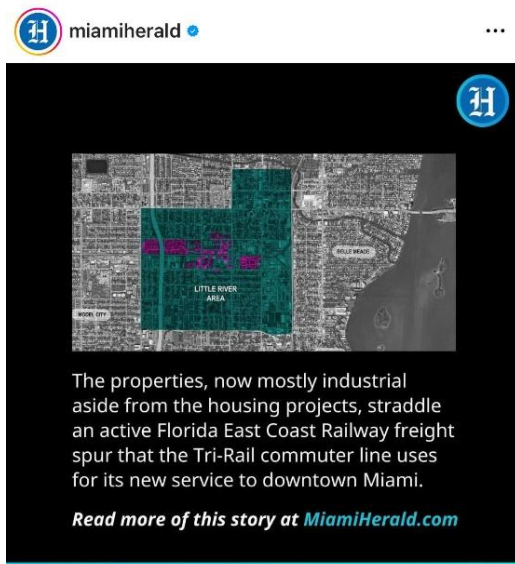 miamiherald
H
H
BELLE MEADE
LITTLE RIVER
AREA
MODEL CITY
The properties, now mostly industrial
aside from the housing projects, straddle
an active Florida East Coast Railway freight
spur that the Tri-Rail commuter line uses
for its new service to downtown Miami.
Read more of this story at MiamiHerald.com